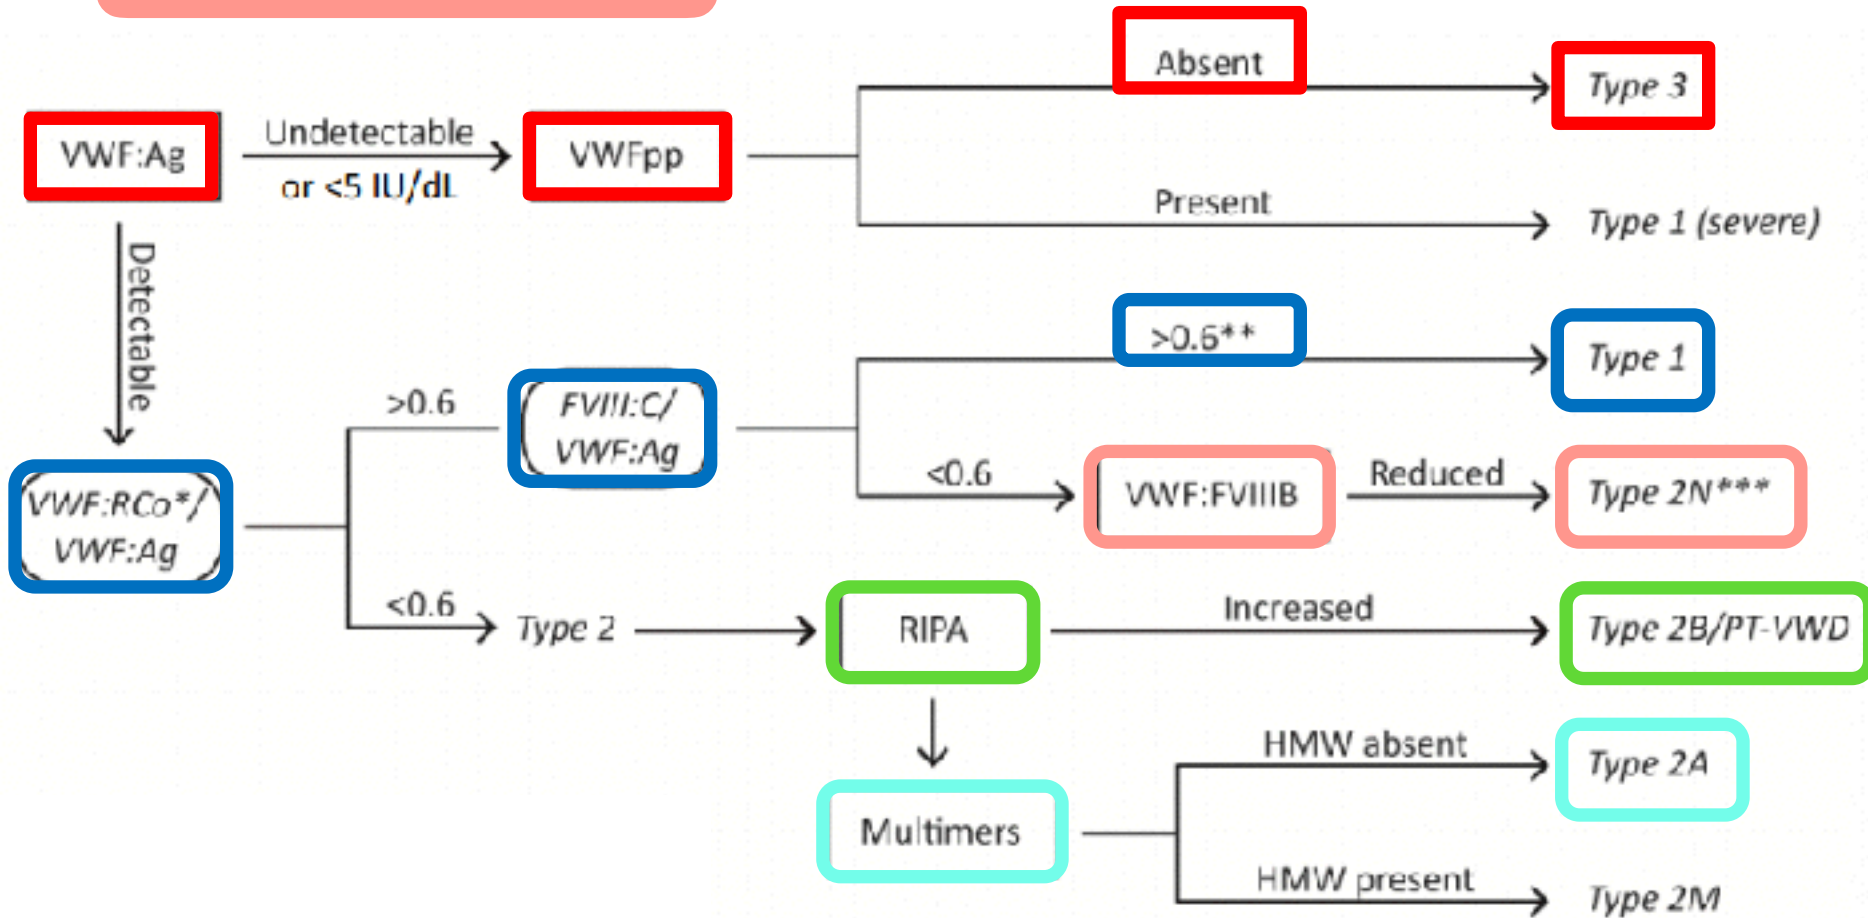 Absent
Type 3
VWF:Ag
Undetectable
or <5 IU/dL
VWFpp
Present
Type 1 (severe)
Detectable
>0.6**
Type 1
>0.6
FVIII:C/
VWF:Ag
<0.6
VWF:FVIIIB
Reduced
Type 2N***
VWF:RCo*/
VWF:Ag
<0.6
Type 2
RIPA
Increased
Type 2B/PT-VWD
HMW absent
Type 2A
Multimers
HMW present
Type 2M